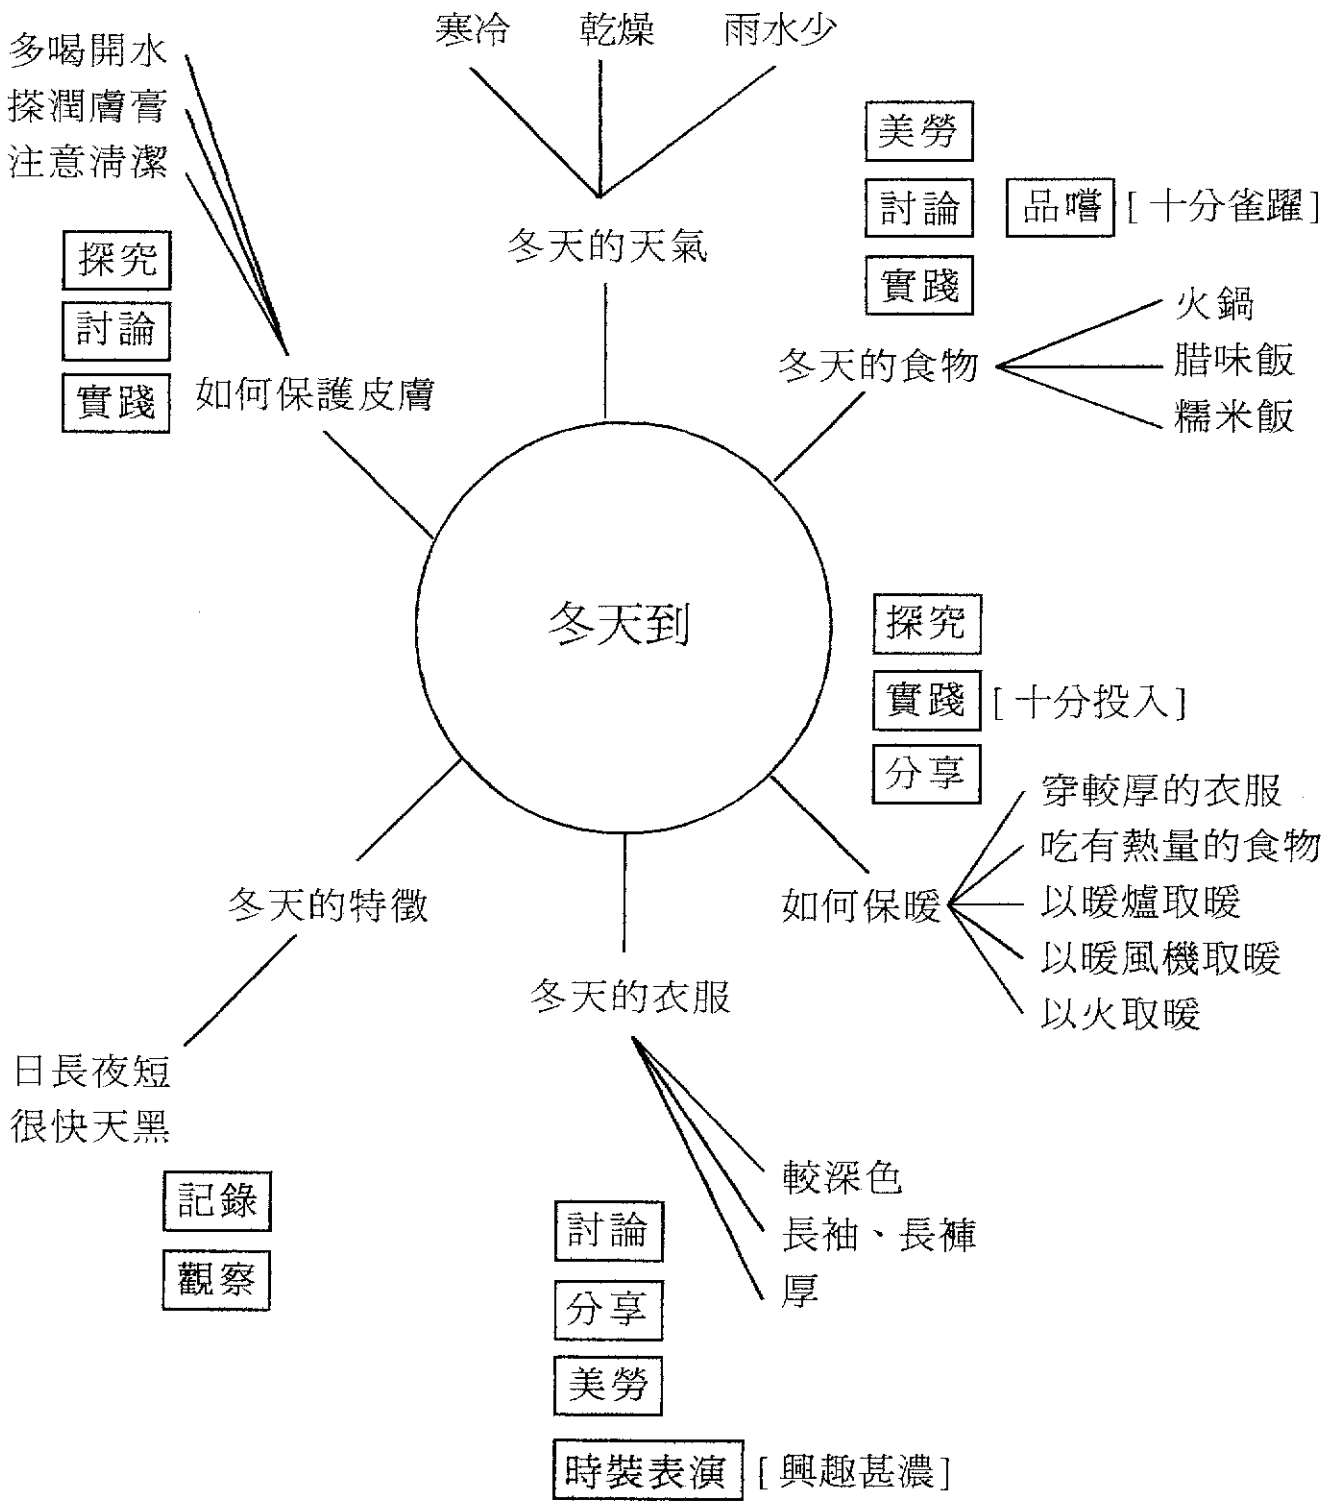 寒冷 乾燥 雨水少
多喝開水
搽潤膚膏
注意清潔
冬天的天氣
探究
討論
實踐
如何保護皮膚
美勞
討論 品嚐 [十分雀躍]
實踐
冬天的食物
火鍋
腊味飯
糯米飯
冬天到
探究
實踐 [十分投入]
分享
如何保暖
穿較厚的衣服
吃有熱量的食物
以暖爐取暖
以暖風機取暖
以火取暖
冬天的特徵
日長夜短
很快天黑
記錄
觀察
冬天的衣服
較深色
長袖、長褲
厚
討論
分享
美勞
時裝表演 [興趣甚濃]